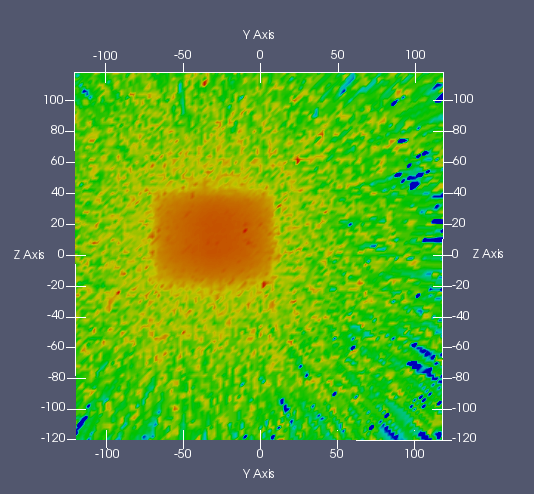 Y Axis
-100 -50 0 50 100
100 100
80 80
60 60
40 40
20 20
Z Axis 0 0 Z Axis
-20 -20
-40 -40
-60 -60
-80 -80
-100 -100
-120 -120
-100 -50 0 50 100
Y Axis